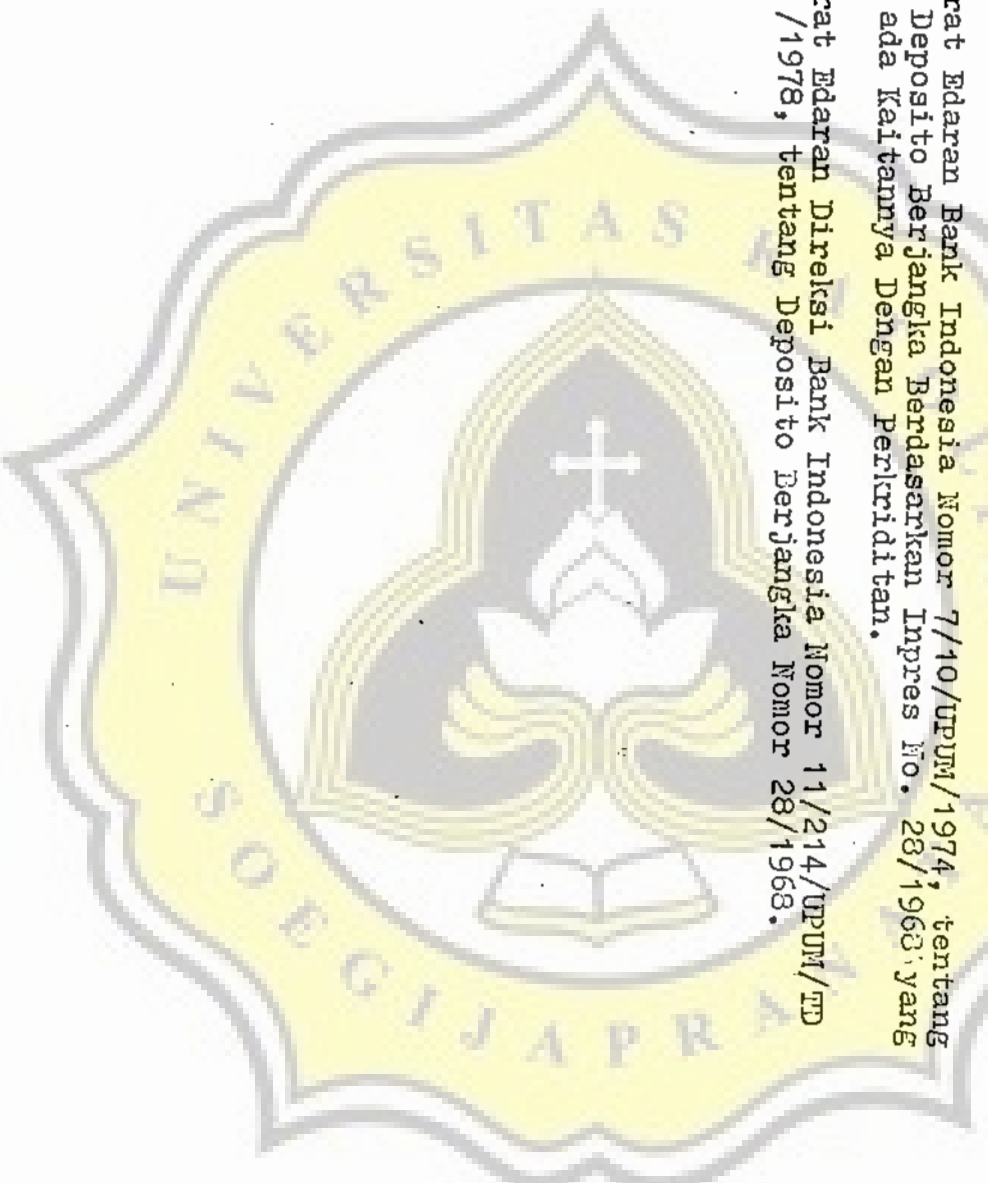 rat Edaran Bank Indonesia Nomor 7/10/UPUM/1974, tentang
Deposito Berjangka Berdasarkan Inpres No. 28/1968 yang
ada Kaitannya Dengan Perkriditan.
rat Edaran Direksi Bank Indonesia Nomor 11/214/UPUM/TD
/1978, tentang Deposito Berjangka Nomor 28/1968.
UNIVERSITAS K
SOEGIJAPRA